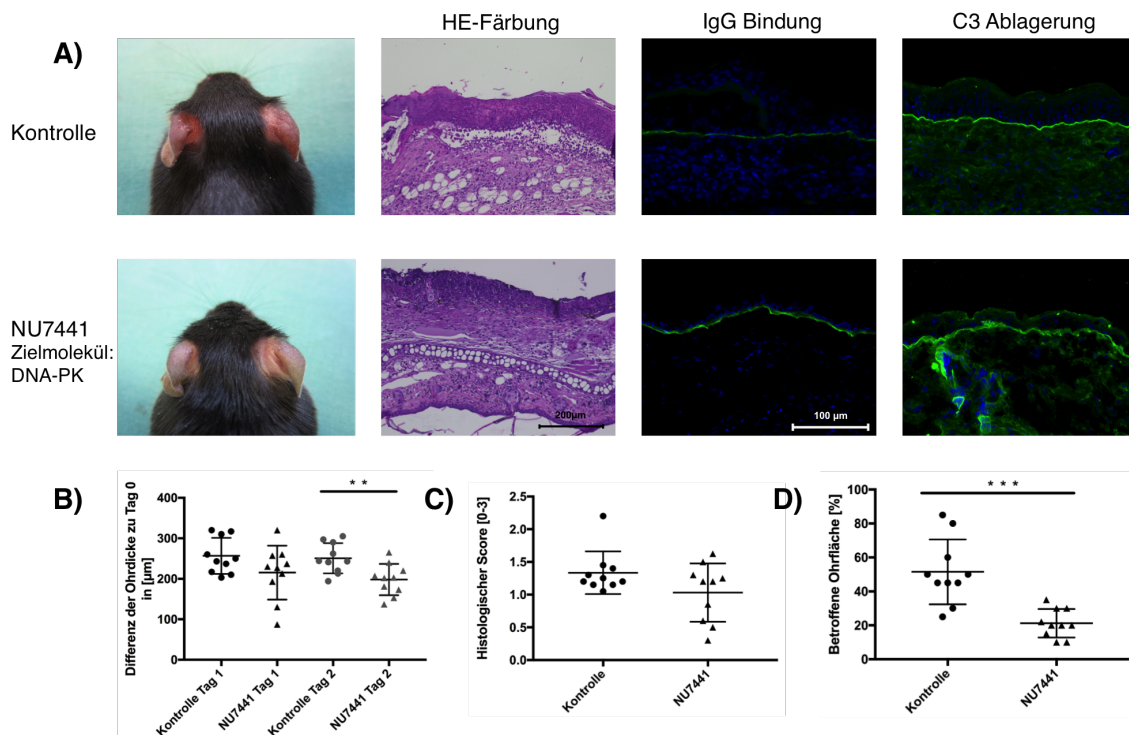 A)
HE-Färbung
IgG Bindung
C3 Ablagerung
Kontrolle
NU7441
Zielmolekül:
DNA-PK
200µm
100 µm
B)
Differenz der Ohrdicke zu Tag 0
in [µm]
400
300
200
100
0
* *
Kontrolle Tag 1
NU7441 Tag 1
Kontrolle Tag 2
NU7441 Tag 2
C)
Histologischer Score [0-3]
2.5
2.0
1.5
1.0
0.5
0.0
Kontrolle
NU7441
D)
Betroffene Ohrfläche [%]
100
80
60
40
20
0
* * *
Kontrolle
NU7441